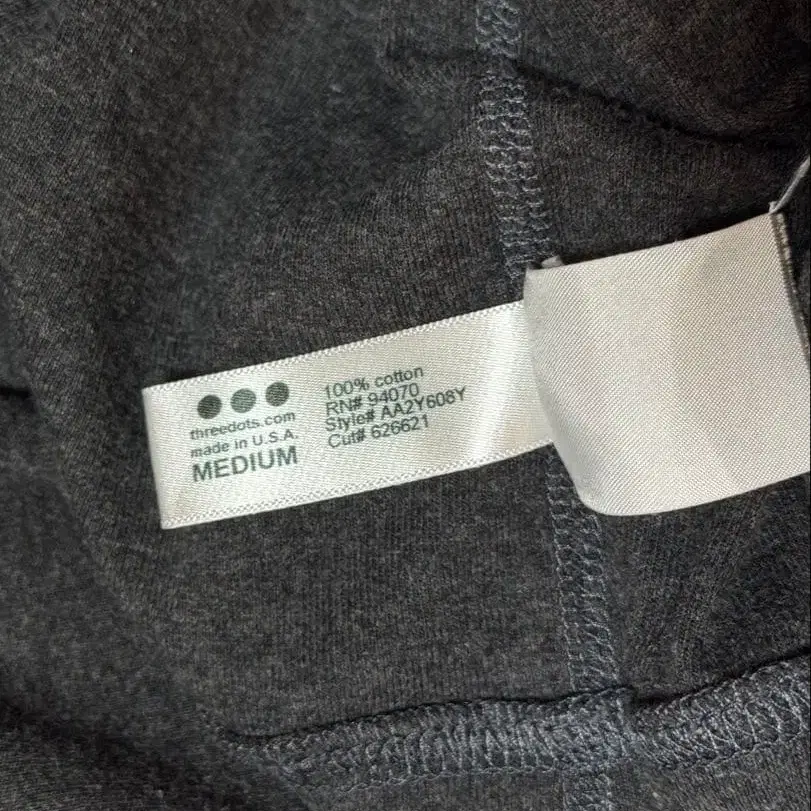 threedots.com
made in U.S.A.
MEDIUM
100% cotton
RN# 94070
Style# AA2Y608Y
Cut# 626621